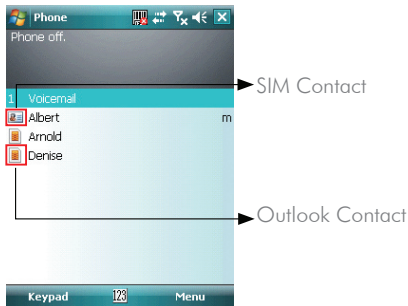 Phone
Phone off.
1 Voicemail
Albert m
Arnold
Denise
SIM Contact
Outlook Contact
Keypad 123 Menu